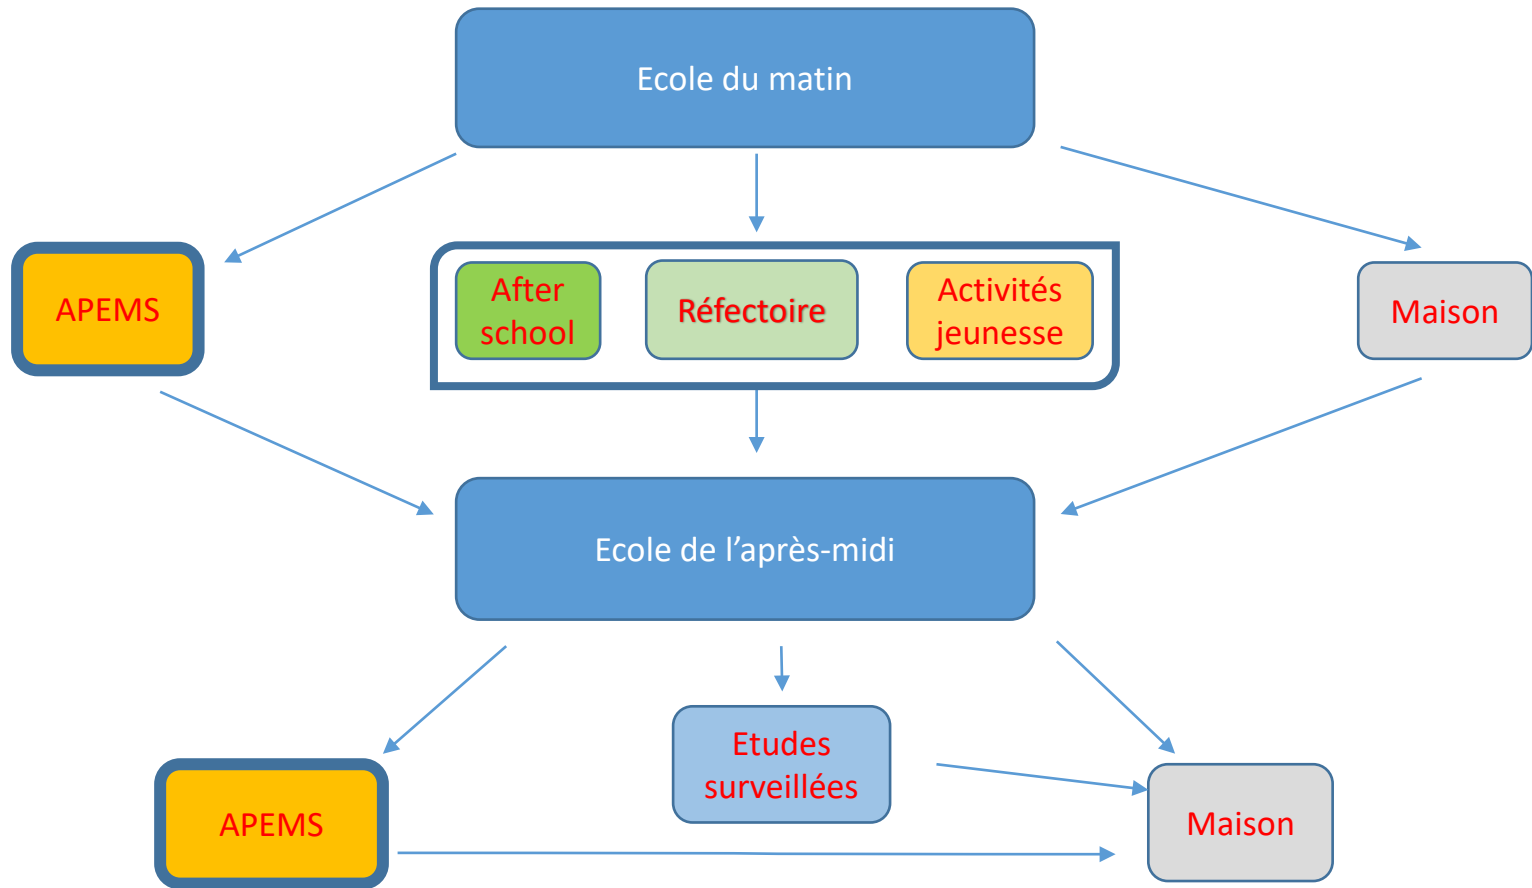 Ecole du matin
APEMS
After
school
Réfectoire
Activités
jeunesse
Maison
Ecole de l’après-midi
Etudes
surveillées
APEMS
Maison